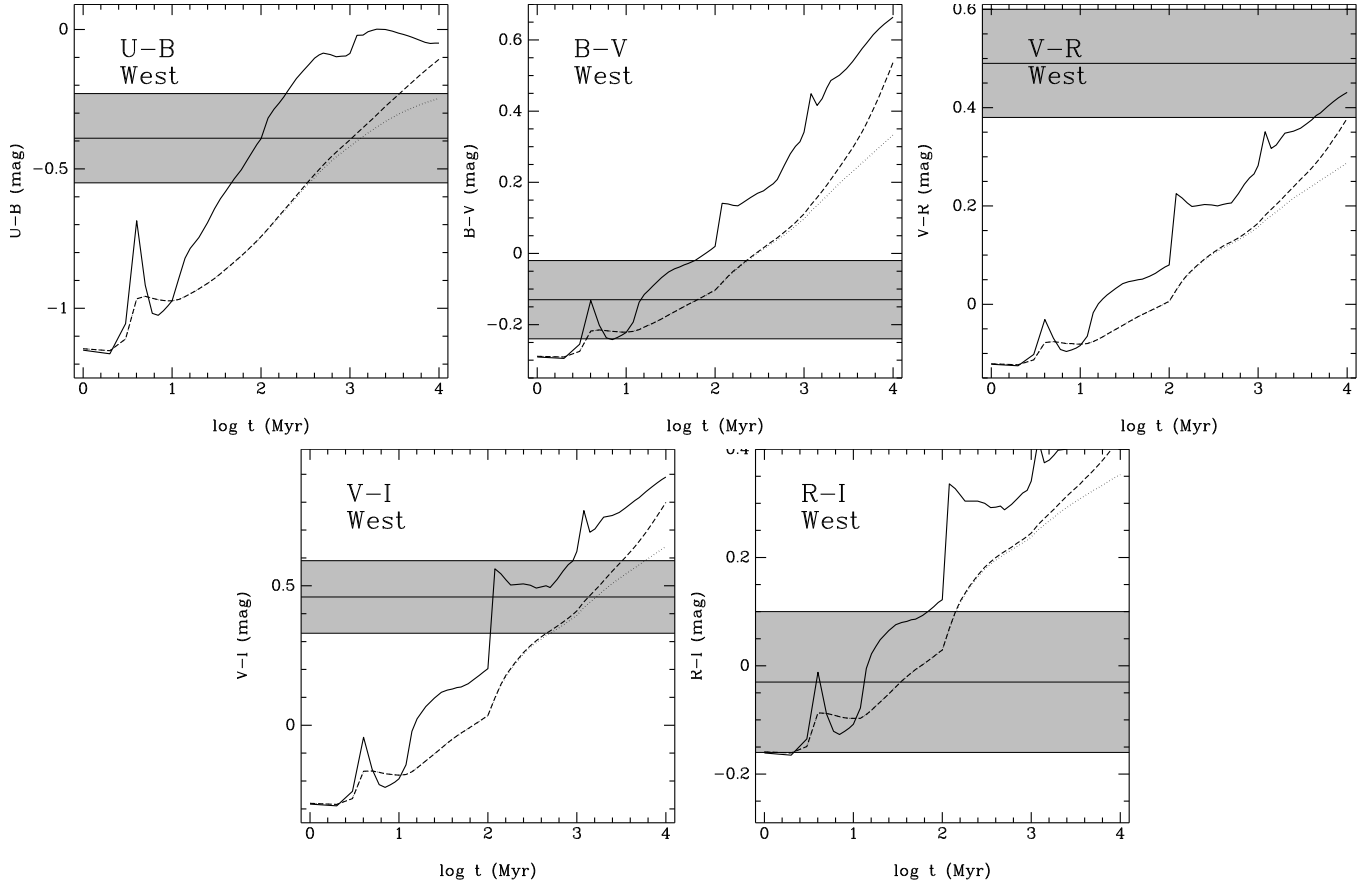 0
−0.5
−1
U−B (mag)
U−B
West
0 1 2 3 4
log t (Myr)
0.6
0.4
0.2
0
−0.2
B−V (mag)
B−V
West
0 1 2 3 4
log t (Myr)
0.6
0.4
0.2
0
V−R (mag)
V−R
West
0 1 2 3 4
log t (Myr)
0.5
0
V−I (mag)
V−I
West
0 1 2 3 4
log t (Myr)
0.4
0.2
0
−0.2
R−I (mag)
R−I
West
0 1 2 3 4
log t (Myr)